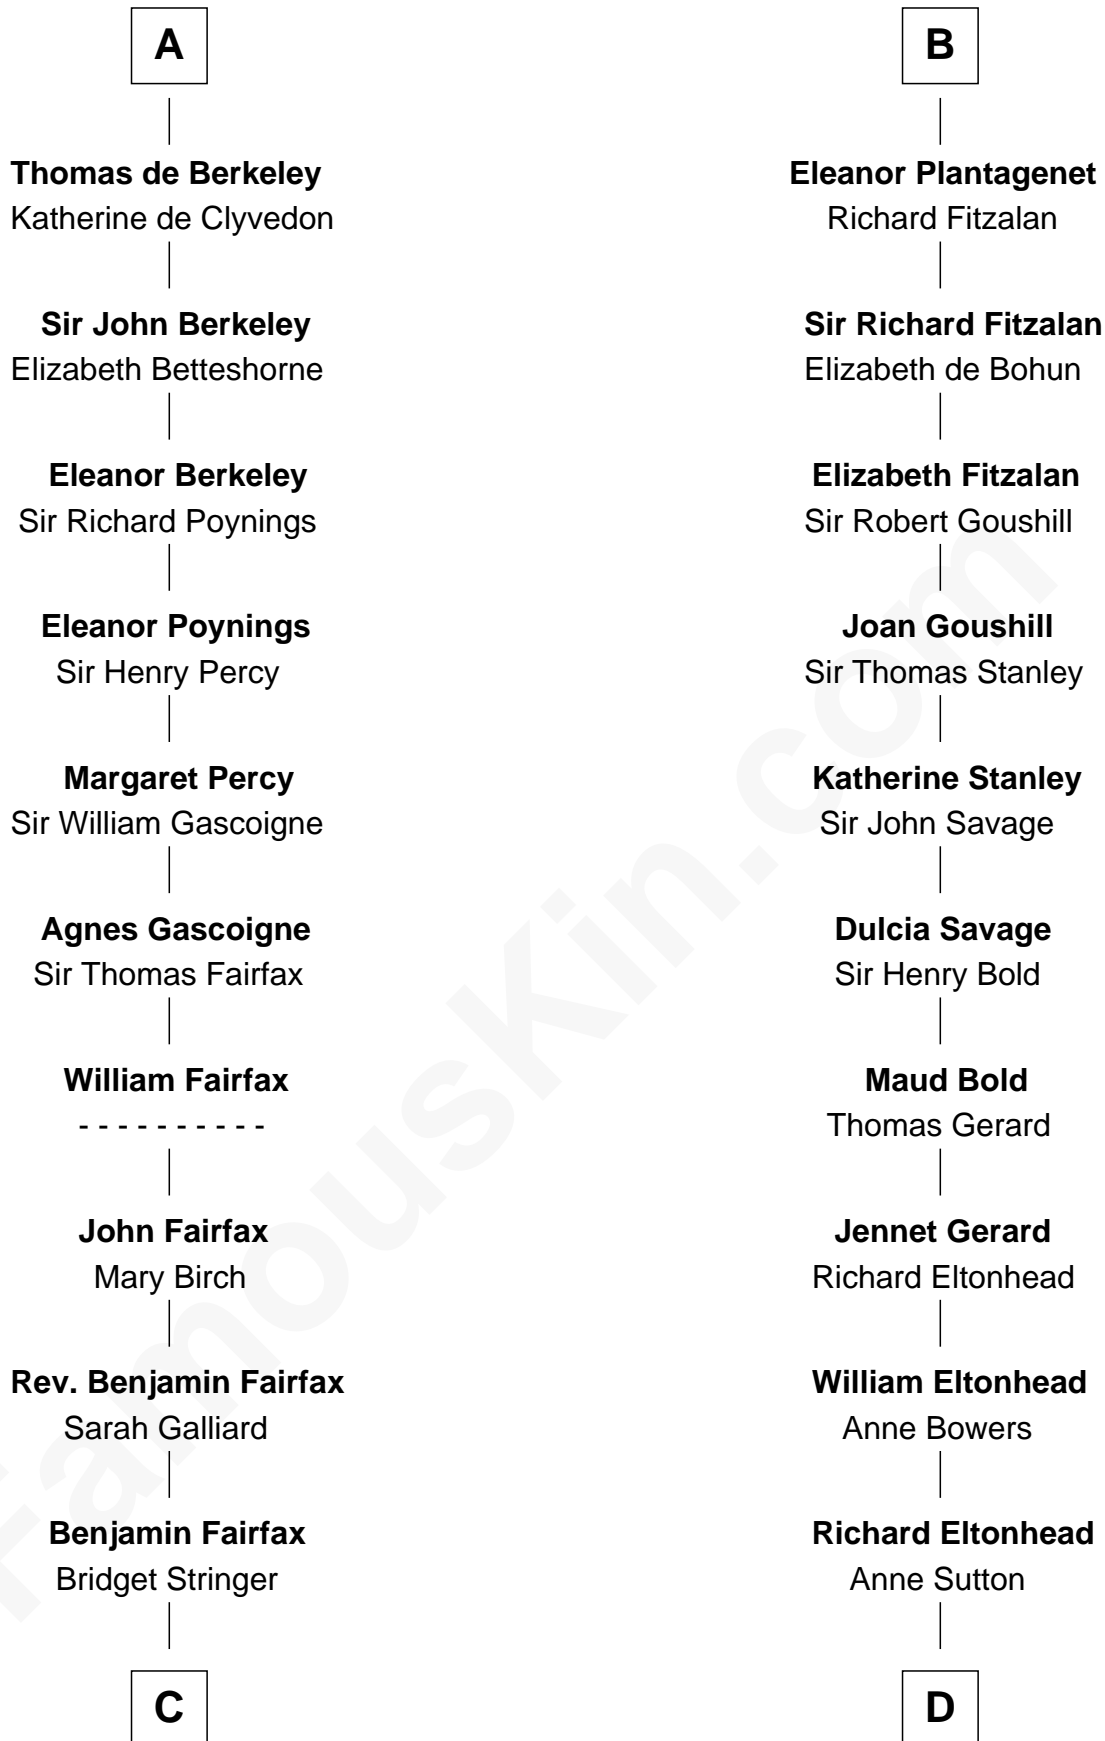 A
Thomas de Berkeley
Katherine de Clyvedon
Sir John Berkeley
Elizabeth Betteshorne
Eleanor Berkeley
Sir Richard Poynings
Eleanor Poynings
Sir Henry Percy
Margaret Percy
Sir William Gascoigne
Agnes Gascoigne
Sir Thomas Fairfax
William Fairfax
- - - - - - - - - -
John Fairfax
Mary Birch
Rev. Benjamin Fairfax
Sarah Galliard
Benjamin Fairfax
Bridget Stringer
C
B
Eleanor Plantagenet
Richard Fitzalan
Sir Richard Fitzalan
Elizabeth de Bohun
Elizabeth Fitzalan
Sir Robert Goushill
Joan Goushill
Sir Thomas Stanley
Katherine Stanley
Sir John Savage
Dulcia Savage
Sir Henry Bold
Maud Bold
Thomas Gerard
Jennet Gerard
Richard Eltonhead
William Eltonhead
Anne Bowers
Richard Eltonhead
Anne Sutton
D
FamousKin.com